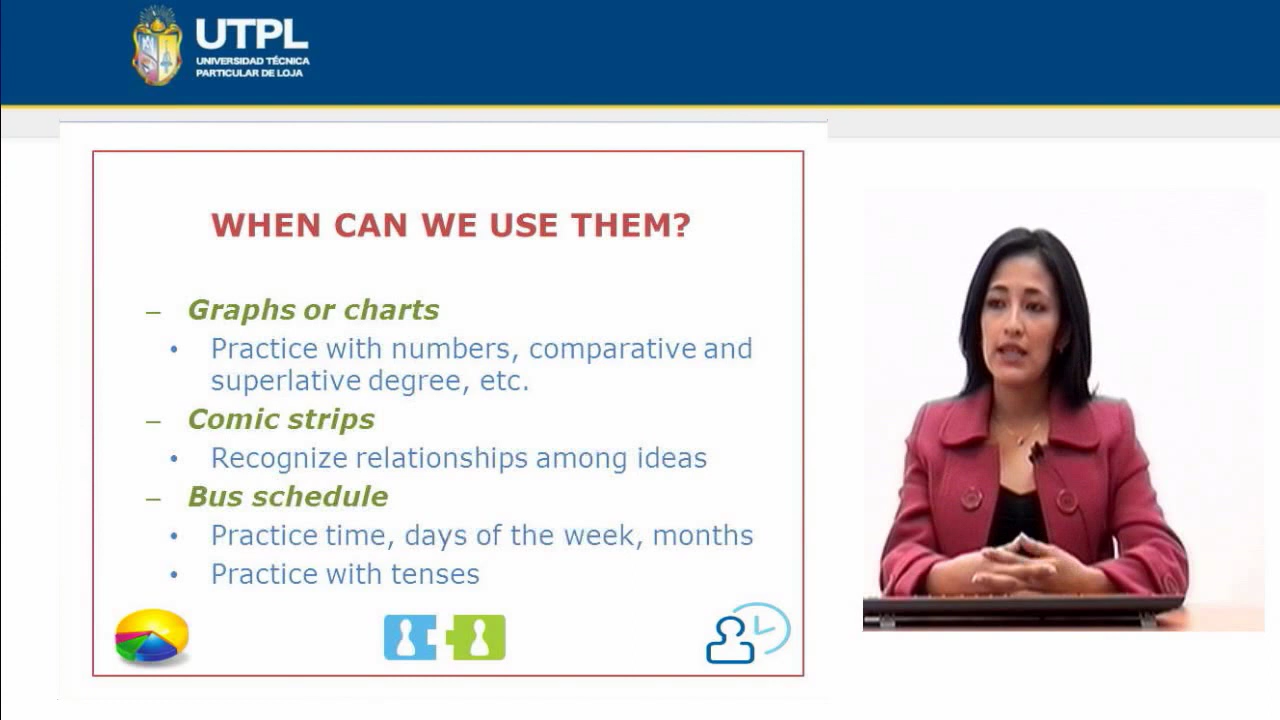 UTPL
UNIVERSIDAD TÉCNICA
PARTICULAR DE LOJA
WHEN CAN WE USE THEM?
– Graphs or charts
• Practice with numbers, comparative and
superlative degree, etc.
– Comic strips
• Recognize relationships among ideas
– Bus schedule
• Practice time, days of the week, months
• Practice with tenses